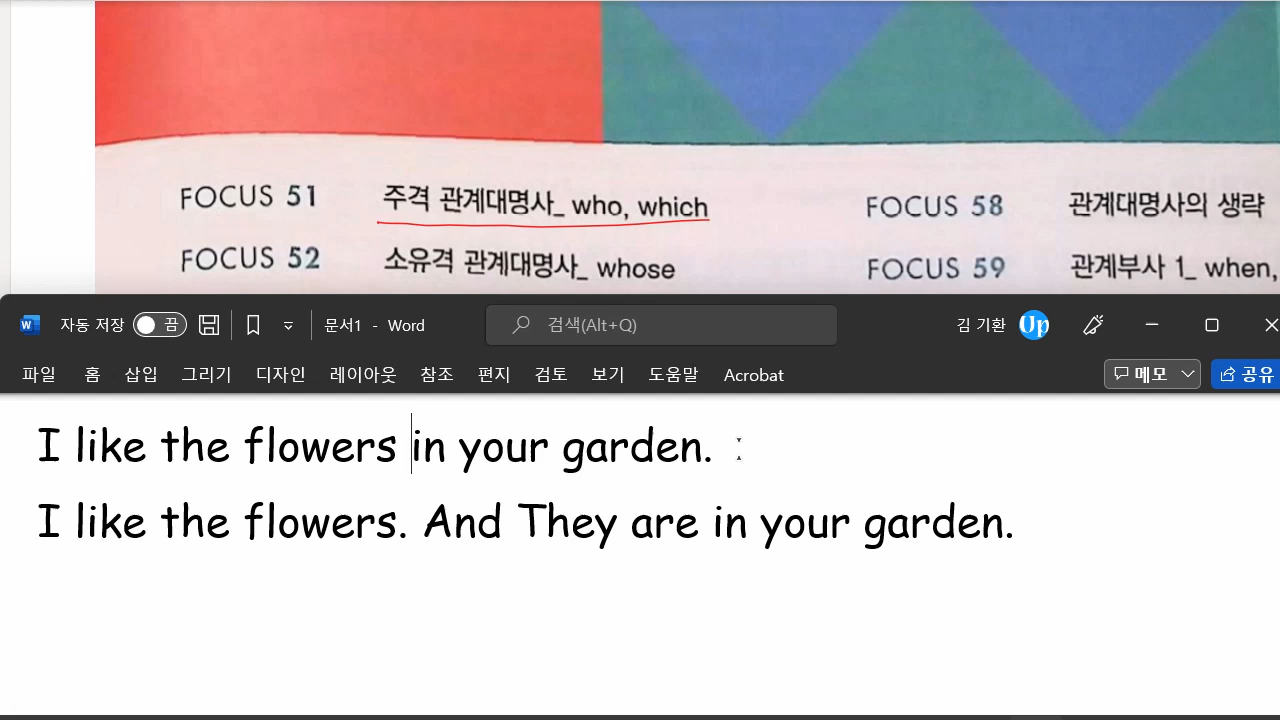 FOCUS 51 주격 관계대명사_ who, which
FOCUS 52 소유격 관계대명사_ whose
FOCUS 58 관계대명사의 생략
FOCUS 59 관계부사 1_ when,
자동 저장 끔 문서1 - Word 검색(Alt+Q) 김 기환 Up
파일 홈 삽입 그리기 디자인 레이아웃 참조 편지 검토 보기 도움말 Acrobat 메모 공유
I like the flowers in your garden.
I like the flowers. And They are in your garden.